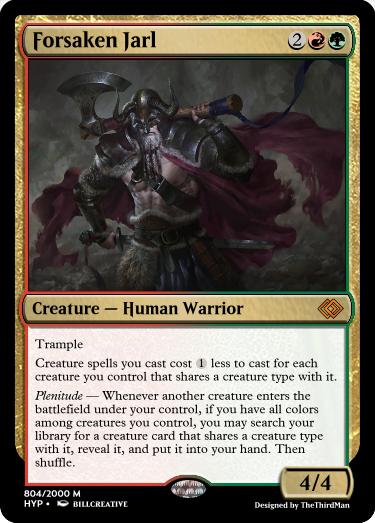 Forsaken Jarl
2
Creature — Human Warrior
Trample
Creature spells you cast cost 1 less to cast for each
creature you control that shares a creature type with it.
Plenitude — Whenever another creature enters the
battlefield under your control, if you have all colors
among creatures you control, you may search your
library for a creature card that shares a creature type
with it, reveal it, and put it into your hand. Then
shuffle.
4/4
804/2000 M
HYP • BILLCREATIVE
Designed by TheThirdMan